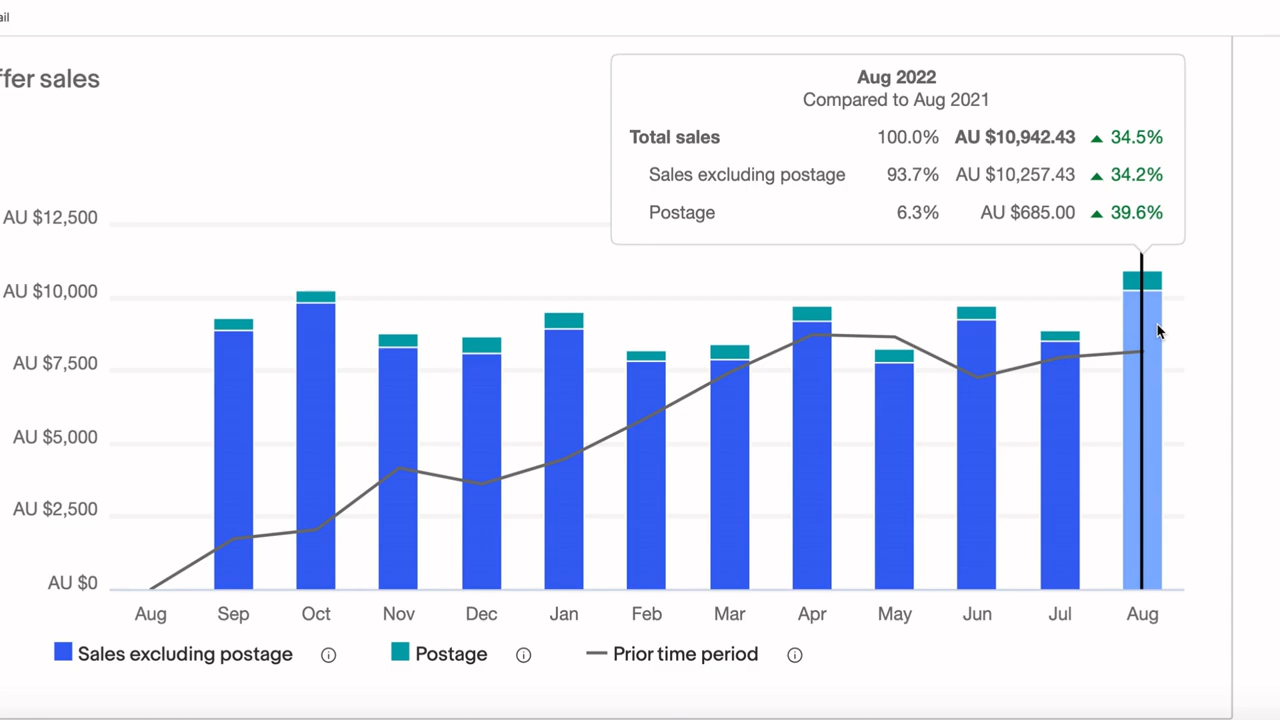 ail
ffer sales
Aug 2022
Compared to Aug 2021
Total sales 100.0% AU $10,942.43 ▲ 34.5%
Sales excluding postage 93.7% AU $10,257.43 ▲ 34.2%
Postage 6.3% AU $685.00 ▲ 39.6%
AU $12,500
AU $10,000
AU $7,500
AU $5,000
AU $2,500
AU $0
Aug Sep Oct Nov Dec Jan Feb Mar Apr May Jun Jul Aug
Sales excluding postage Postage Prior time period